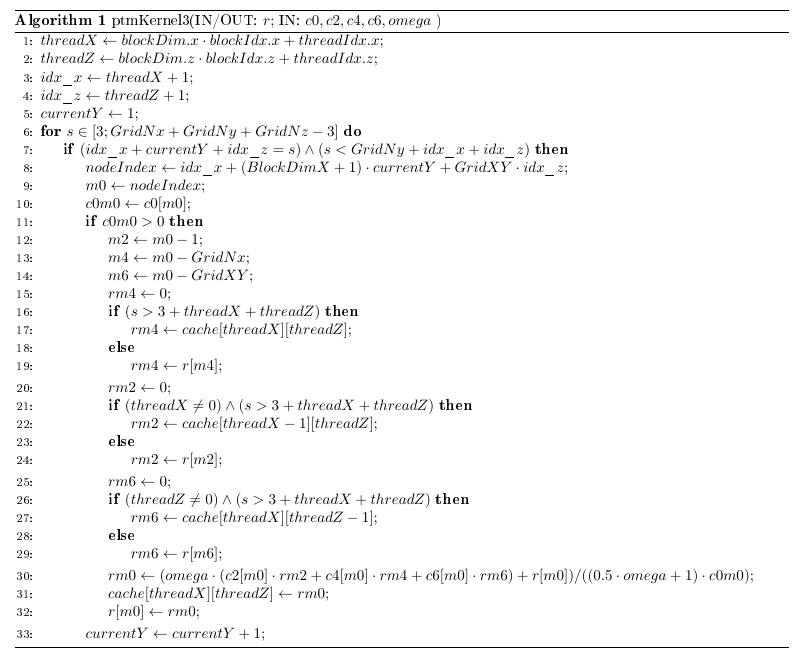 Algorithm 1 ptmKernel3(IN/OUT: r; IN: c0, c2, c4, c6, omega )
1: threadX ← blockDim.x · blockIdx.x + threadIdx.x;
2: threadZ ← blockDim.z · blockIdx.z + threadIdx.z;
3: idx_x ← threadX + 1;
4: idx_z ← threadZ + 1;
5: currentY ← 1;
6: for s ∈ [3; GridNx + GridNy + GridNz − 3] do
7: if (idx_x + currentY + idx_z = s) ∧ (s < GridNy + idx_x + idx_z) then
8: nodeIndex ← idx_x + (BlockDimX + 1) · currentY + GridXY · idx_z;
9: m0 ← nodeIndex;
10: c0m0 ← c0[m0];
11: if c0m0 > 0 then
12: m2 ← m0 − 1;
13: m4 ← m0 − GridNx;
14: m6 ← m0 − GridXY;
15: rm4 ← 0;
16: if (s > 3 + threadX + threadZ) then
17: rm4 ← cache[threadX][threadZ];
18: else
19: rm4 ← r[m4];
20: rm2 ← 0;
21: if (threadX ≠ 0) ∧ (s > 3 + threadX + threadZ) then
22: rm2 ← cache[threadX − 1][threadZ];
23: else
24: rm2 ← r[m2];
25: rm6 ← 0;
26: if (threadZ ≠ 0) ∧ (s > 3 + threadX + threadZ) then
27: rm6 ← cache[threadX][threadZ − 1];
28: else
29: rm6 ← r[m6];
30: rm0 ← (omega · (c2[m0] · rm2 + c4[m0] · rm4 + c6[m0] · rm6) + r[m0])/((0.5 · omega + 1) · c0m0);
31: cache[threadX][threadZ] ← rm0;
32: r[m0] ← rm0;
33: currentY ← currentY + 1;